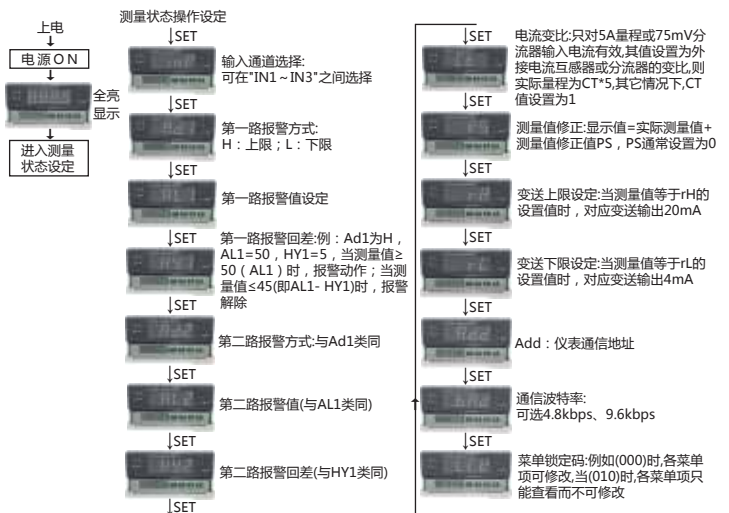 上电
电源ON
全亮
显示
进入测量
状态设定
测量状态操作设定
↓SET
输入通道选择:
可在"IN1~IN3"之间选择
↓SET
第一路报警方式:
H：上限；L：下限
↓SET
第一路报警值设定
↓SET
第一路报警回差:例：Ad1为H，
AL1=50，HY1=5，当测量值≥
50（AL1）时，报警动作；当测
量值≤45(即AL1- HY1)时，报警
解除
↓SET
第二路报警方式:与Ad1类同
↓SET
第二路报警值(与AL1类同)
↓SET
第二路报警回差(与HY1类同)
↓SET
↓SET
电流变比:只对5A量程或75mV分
流器输入电流有效,其值设置为外
接电流互感器或分流器的变比,则
实际量程为CT*5,其它情况下,CT
值设置为1
↓SET
测量值修正:显示值=实际测量值+
测量值修正值PS，PS通常设置为0
↓SET
变送上限设定:当测量值等于rH的
设置值时，对应变送输出20mA
↓SET
变送下限设定:当测量值等于rL的
设置值时，对应变送输出4mA
↓SET
Add：仪表通信地址
↓SET
通信波特率:
可选4.8kbps、9.6kbps
↓SET
菜单锁定码:例如(000)时,各菜单
项可修改,当(010)时,各菜单项只
能查看而不可修改